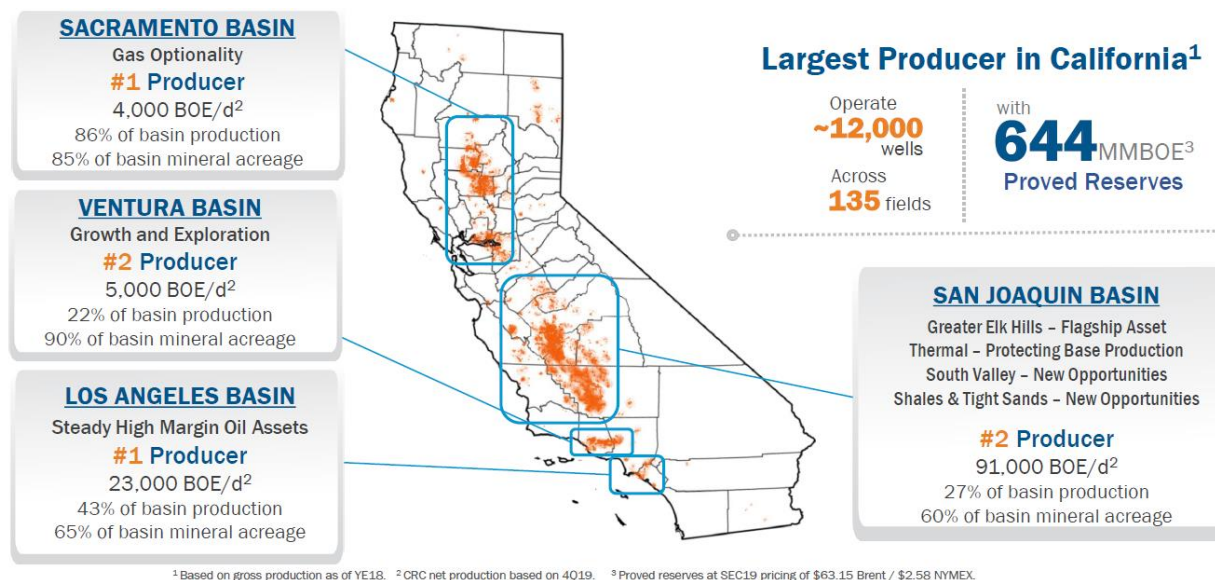 SACRAMENTO BASIN
Gas Optionality
#1 Producer
4,000 BOE/d²
86% of basin production
85% of basin mineral acreage
VENTURA BASIN
Growth and Exploration
#2 Producer
5,000 BOE/d²
22% of basin production
90% of basin mineral acreage
LOS ANGELES BASIN
Steady High Margin Oil Assets
#1 Producer
23,000 BOE/d²
43% of basin production
65% of basin mineral acreage
Largest Producer in California¹
Operate
~12,000
wells
Across
135 fields
with
644 MMBOE³
Proved Reserves
SAN JOAQUIN BASIN
Greater Elk Hills – Flagship Asset
Thermal – Protecting Base Production
South Valley – New Opportunities
Shales & Tight Sands – New Opportunities
#2 Producer
91,000 BOE/d²
27% of basin production
60% of basin mineral acreage
¹ Based on gross production as of YE18. ² CRC net production based on 4Q19. ³ Proved reserves at SEC19 pricing of $63.15 Brent / $2.58 NYMEX.